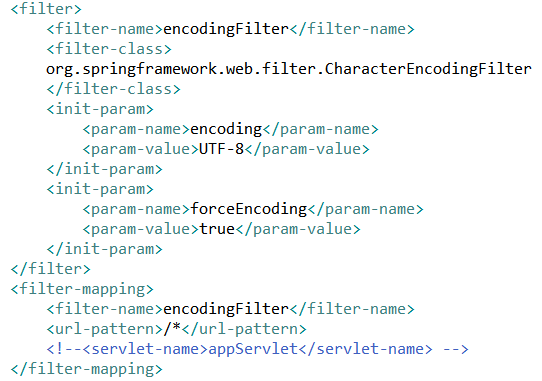 <filter>
    <filter-name>encodingFilter</filter-name>
    <filter-class>
    org.springframework.web.filter.CharacterEncodingFilter
    </filter-class>
    <init-param>
        <param-name>encoding</param-name>
        <param-value>UTF-8</param-value>
    </init-param>
    <init-param>
        <param-name>forceEncoding</param-name>
        <param-value>true</param-value>
    </init-param>
</filter>
<filter-mapping>
    <filter-name>encodingFilter</filter-name>
    <url-pattern>/*</url-pattern>
    <!--<servlet-name>appServlet</servlet-name> -->
</filter-mapping>